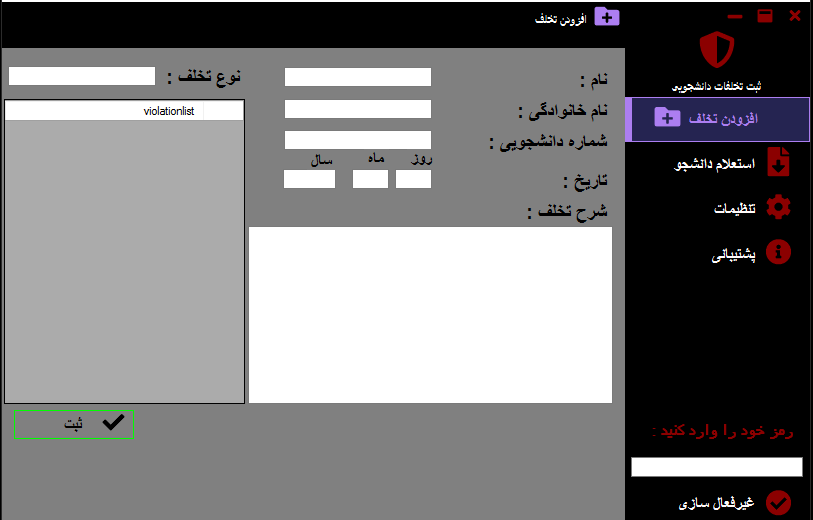 افزودن تخلف
ثبت تخلفات دانشجویی
افزودن تخلف
استعلام دانشجو
تنظیمات
پشتیبانی
رمز خود را وارد کنید :
غیرفعال سازی
نام :
نام خانوادگی :
شماره دانشجویی :
روز ماه سال
تاریخ :
شرح تخلف :
نوع تخلف :
violationlist
ثبت